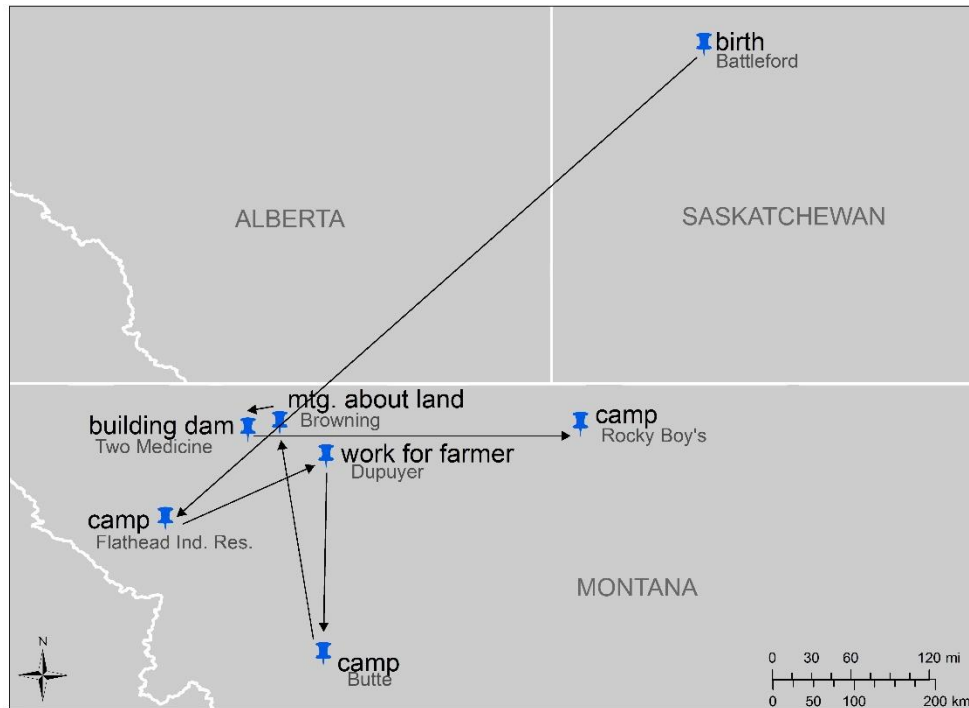 birth
Battleford
ALBERTA
SASKATCHEWAN
mtg. about land
Browning
building dam
Two Medicine
camp
Rocky Boy's
work for farmer
Dupuyer
camp
Flathead Ind. Res.
MONTANA
camp
Butte
N
0 30 60 120 mi
0 50 100 200 km